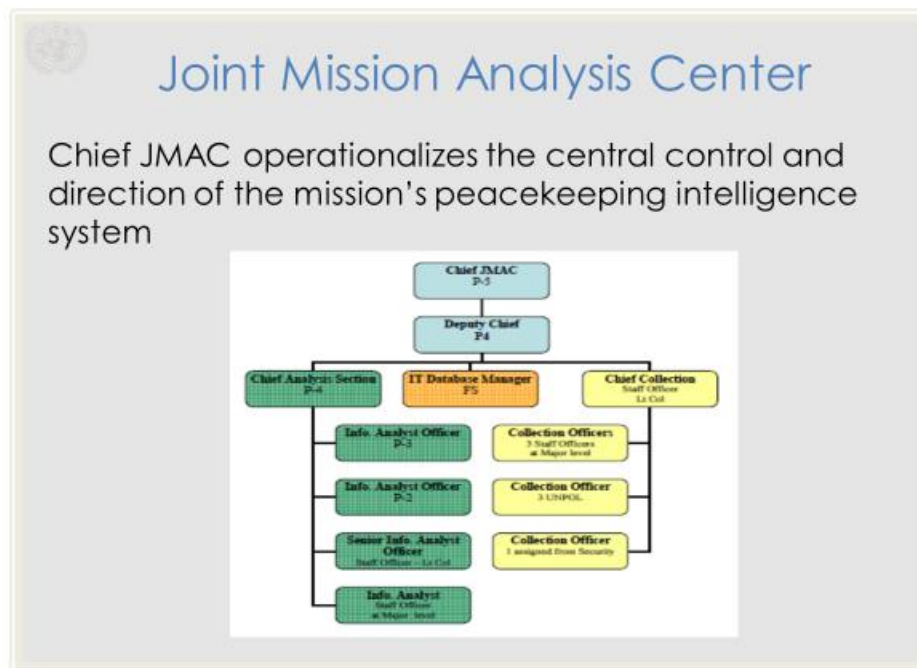 Joint Mission Analysis Center
Chief JMAC operationalizes the central control and
direction of the mission's peacekeeping intelligence
system
Chief JMAC
P-5
Deputy Chief
P4
Chief Analysis Section
P-4
IT Database Manager
FS
Chief Collection
Staff Officer
Lt Col
Info. Analyst Officer
P-3
Collection Officers
3 Staff Officers
at Major level
Info. Analyst Officer
P-2
Collection Officer
3 UNPOL
Senior Info. Analyst
Officer
Staff Officer – Lt Col
Collection Officer
1 assigned from Security
Info. Analyst
Staff Officer
at Major level